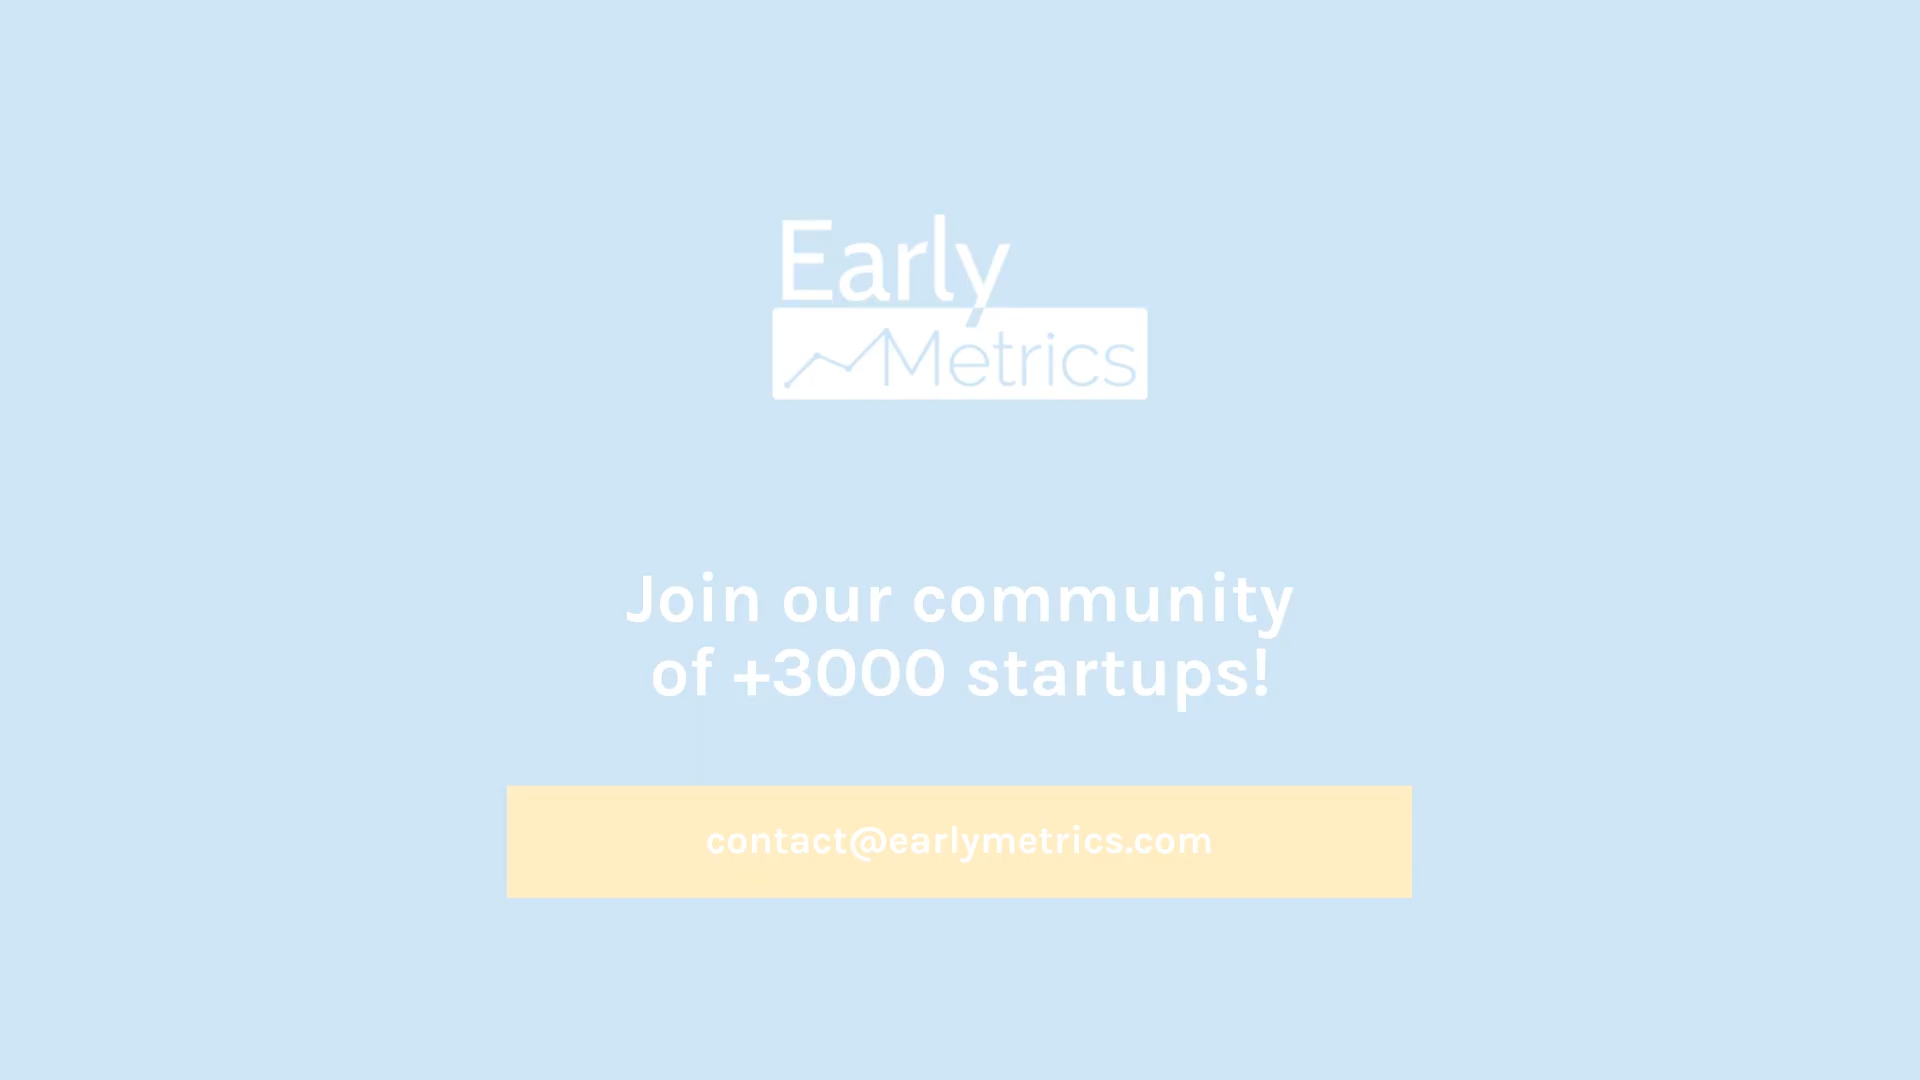 Early
Metrics
Join our community
of +3000 startups!
contact@earlymetrics.com